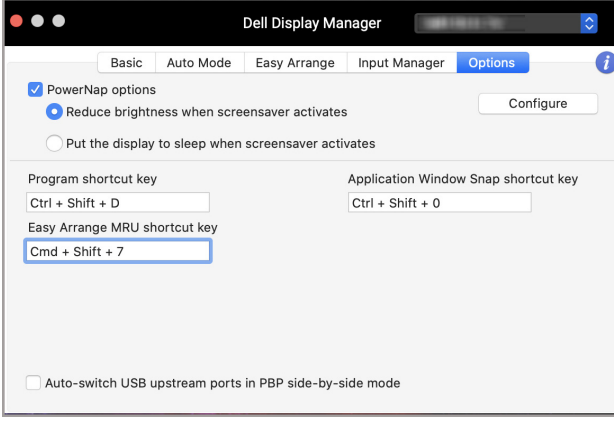 Dell Display Manager
Basic Auto Mode Easy Arrange Input Manager Options i
PowerNap options
Configure
Reduce brightness when screensaver activates
Put the display to sleep when screensaver activates
Program shortcut key Application Window Snap shortcut key
Ctrl + Shift + D Ctrl + Shift + 0
Easy Arrange MRU shortcut key
Cmd + Shift + 7
Auto-switch USB upstream ports in PBP side-by-side mode